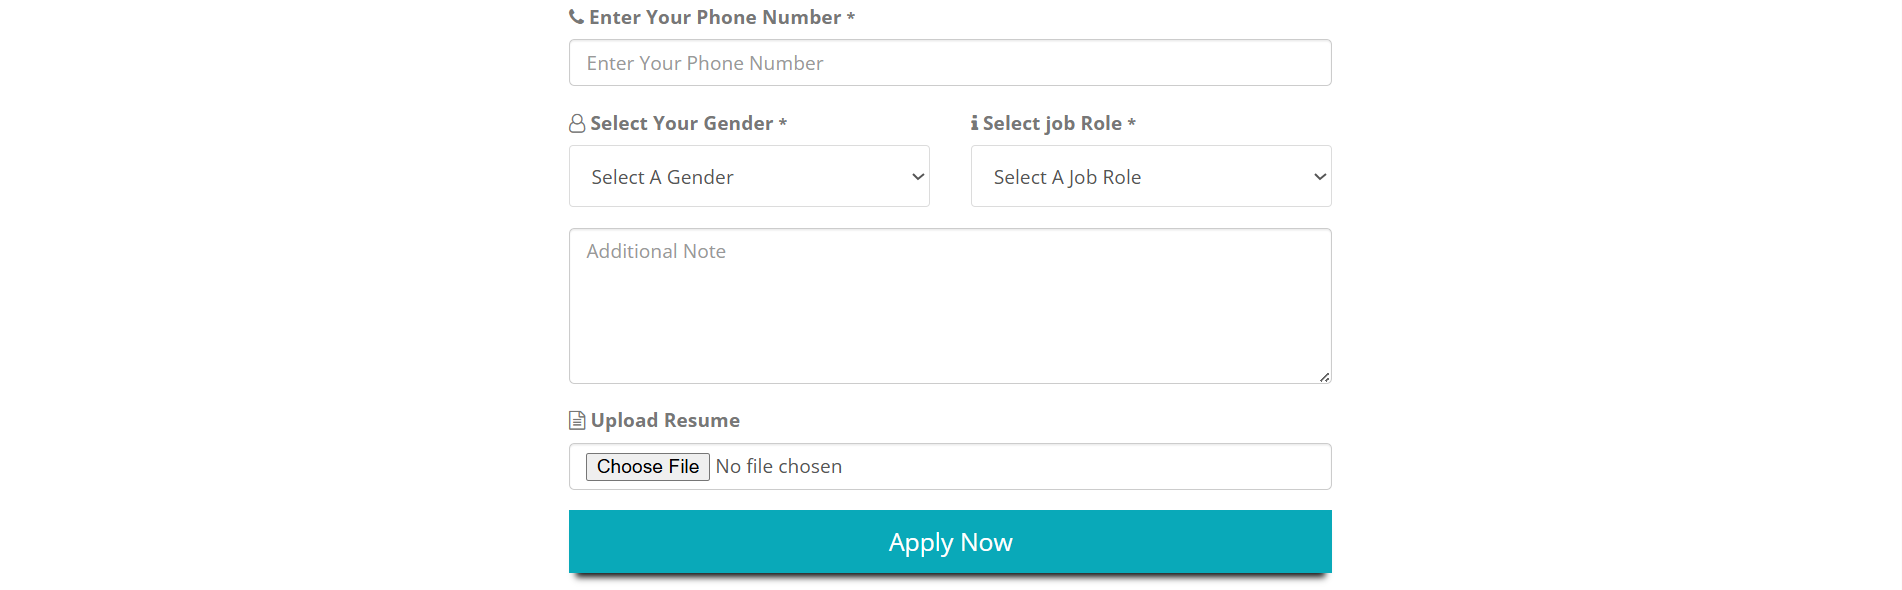 Enter Your Phone Number *
Enter Your Phone Number
Select Your Gender * Select job Role *
Select A Gender Select A Job Role
Additional Note
Upload Resume
Choose File No file chosen
Apply Now